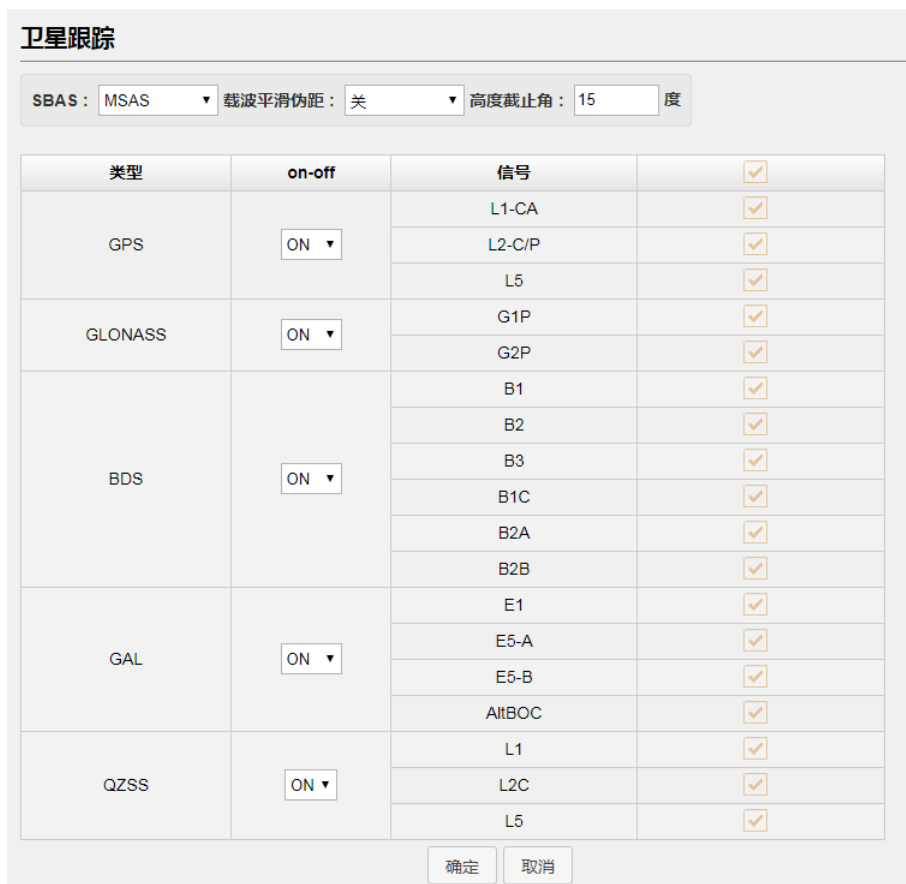 卫星跟踪
SBAS： MSAS 载波平滑伪距： 关 高度截止角： 15 度
类型 on-off 信号
L1-CA
GPS ON L2-C/P
L5
GLONASS ON G1P
G2P
B1
B2
B3
BDS ON B1C
B2A
B2B
E1
E5-A
GAL ON E5-B
AltBOC
L1
QZSS ON L2C
L5
确定 取消